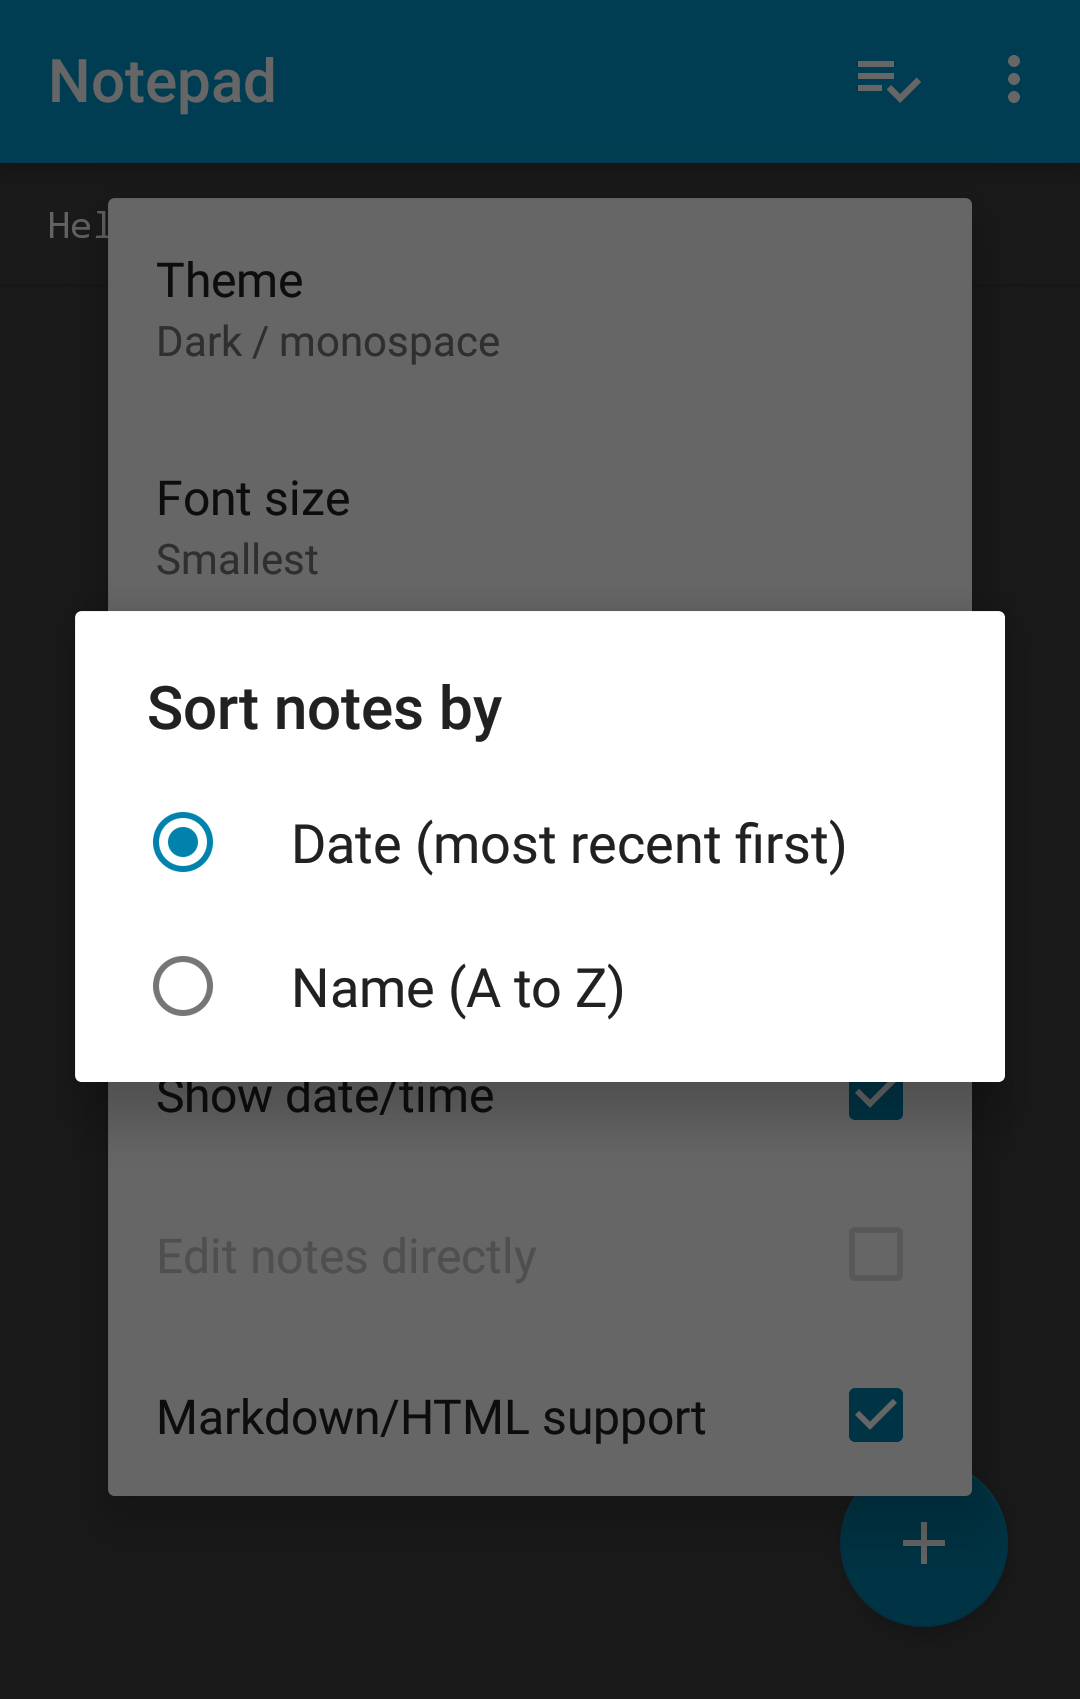 Notepad
Hel
Theme
Dark / monospace
Font size
Smallest
Sort notes by
Date (most recent first)
Name (A to Z)
Show date/time
Edit notes directly
Markdown/HTML support